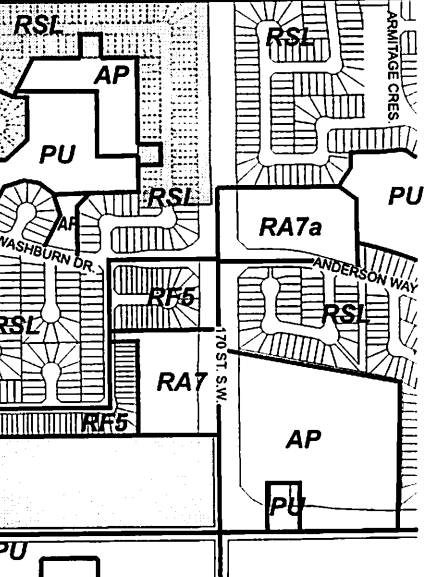 RSL
RSL
ARMITAGE CRES.
AP
PU
PU
RSL
AP
RA7a
WASHBURN DR.
ANDERSON WAY
RF5
RSL
RSL
170 ST. S.W.
RA7
RF5
AP
PU
PU